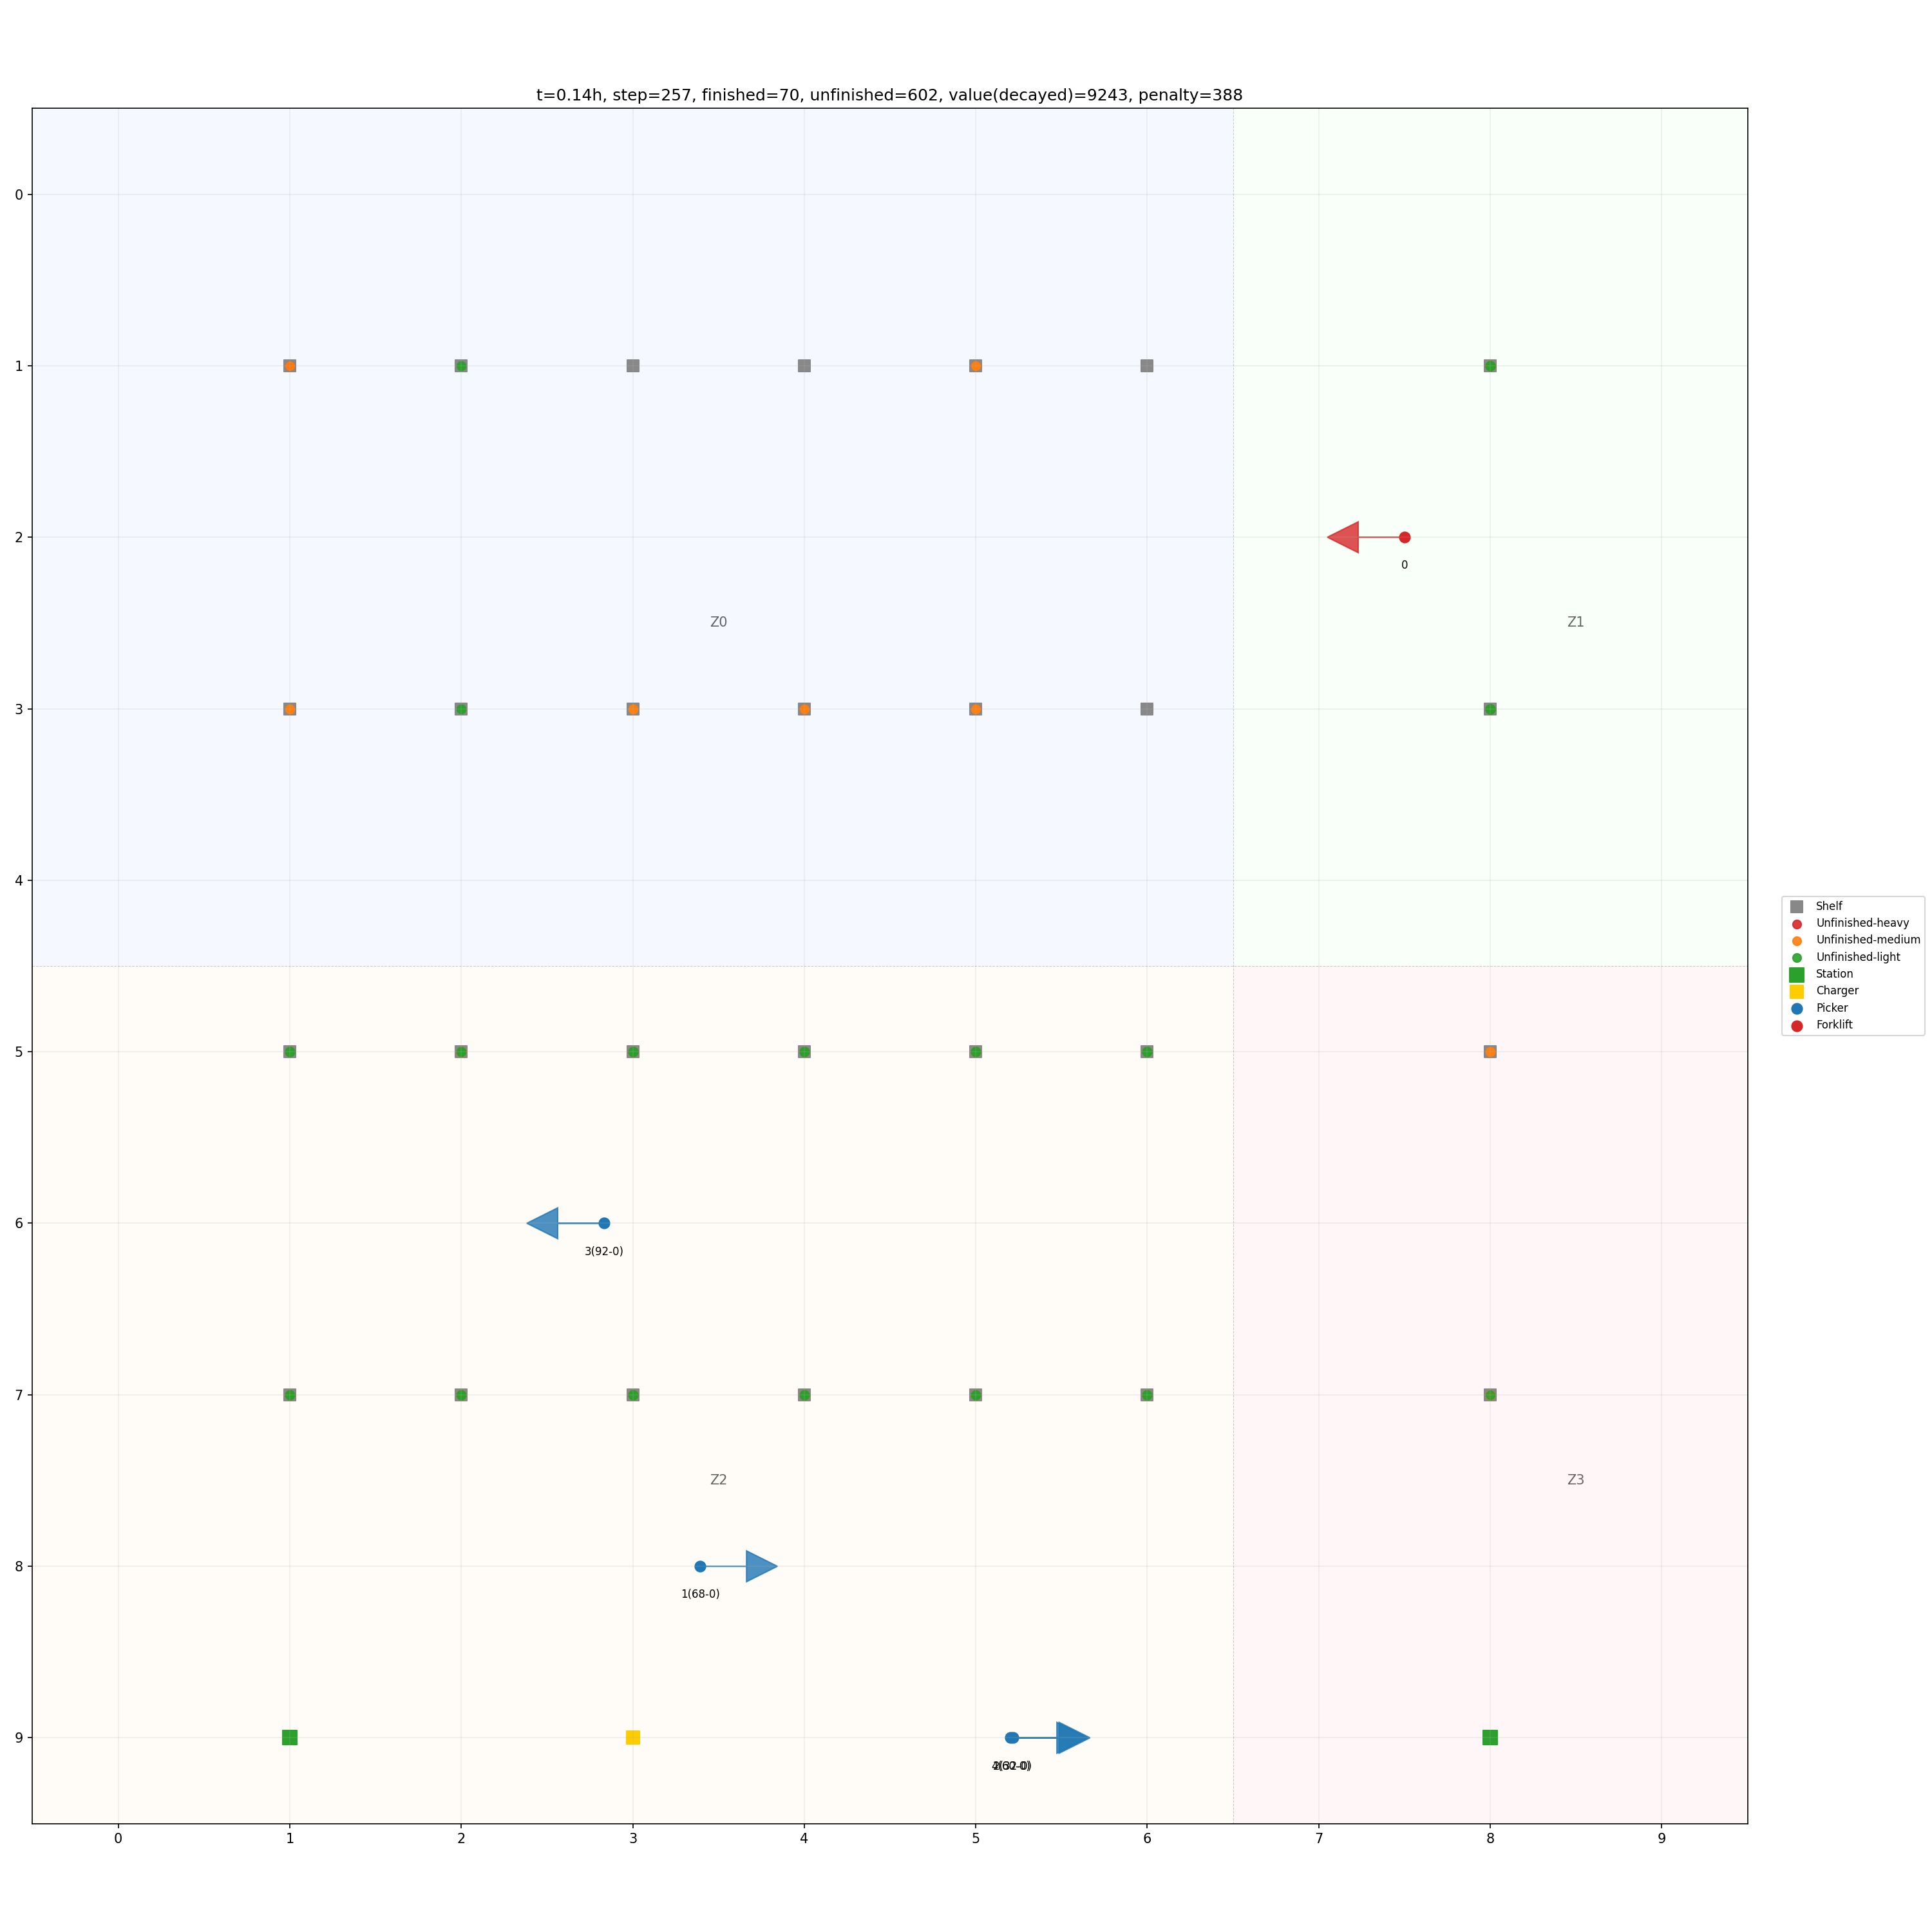 t=0.14h, step=257, finished=70, unfinished=602, value(decayed)=9243, penalty=388
0
1
2
0
Z0
Z1
3
4
Shelf
Unfinished-heavy
Unfinished-medium
Unfinished-light
Station
Charger
Picker
Forklift
5
6
3(92-0)
7
Z2
Z3
8
1(68-0)
9
0 1 2 3 4 5 6 7 8 9